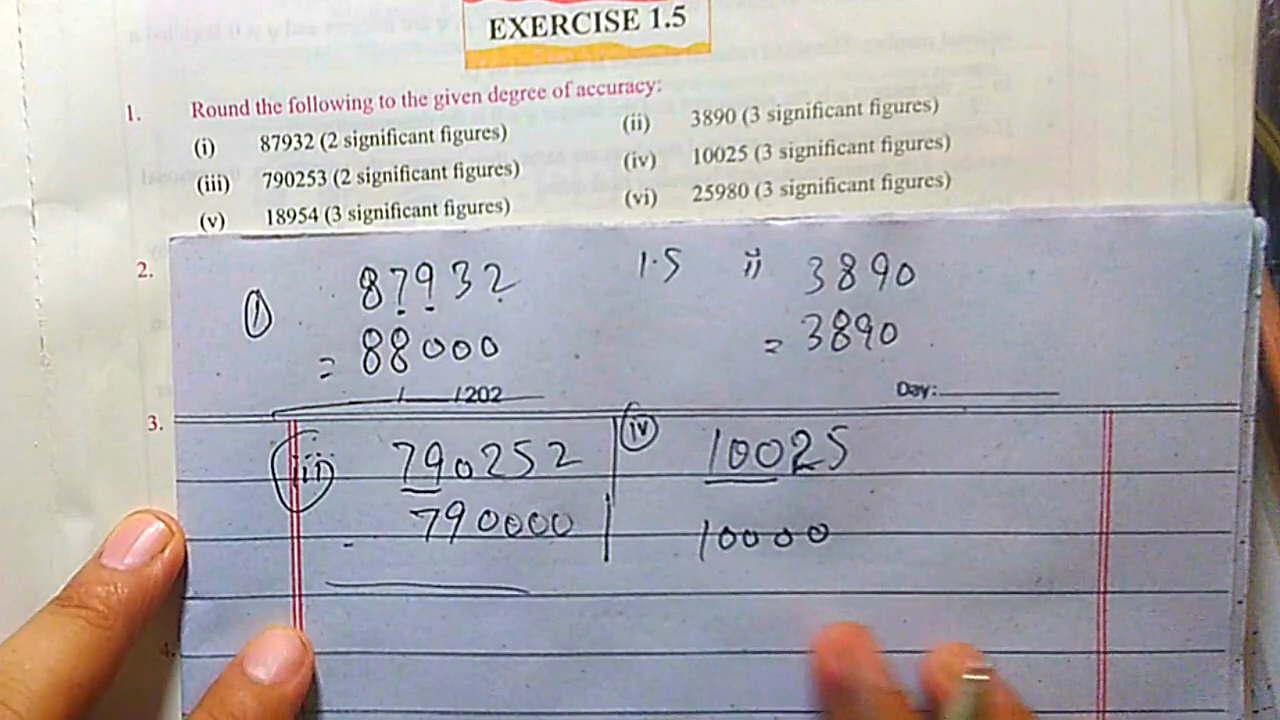 EXERCISE 1.5
1. Round the following to the given degree of accuracy:
(i) 87932 (2 significant figures) (ii) 3890 (3 significant figures)
(iii) 790253 (2 significant figures) (iv) 10025 (3 significant figures)
(v) 18954 (3 significant figures) (vi) 25980 (3 significant figures)
2.
(i) 87932 1.5 ii) 3890
= 88000 = 3890
/ /202 Day:
3.
(iii) 790252 (iv) 10025
790000 10000
4.